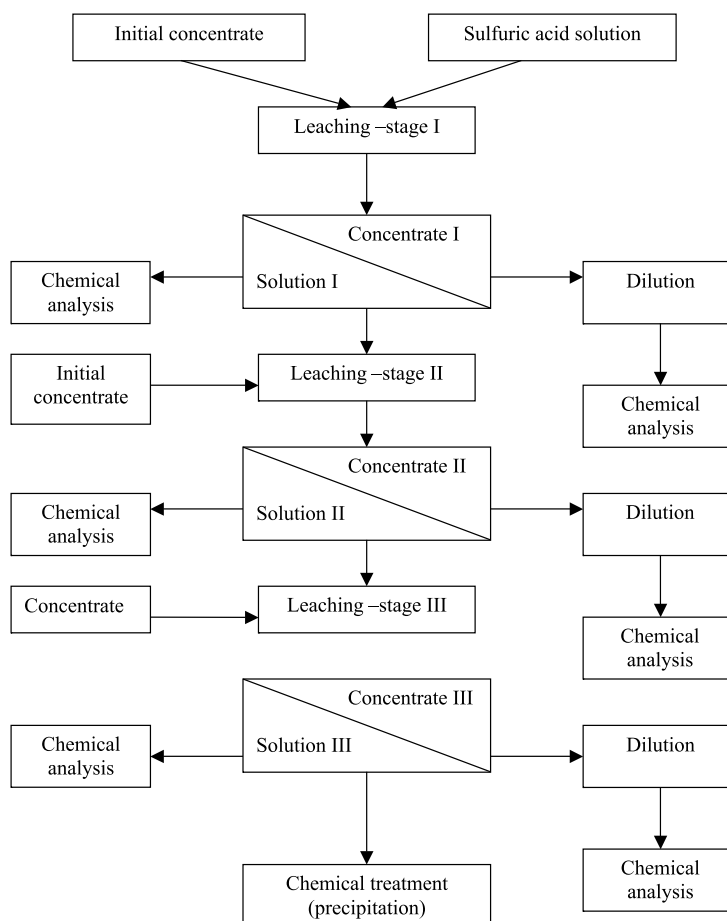 Initial concentrate
Sulfuric acid solution
Leaching –stage I
Concentrate I
Solution I
Chemical
analysis
Dilution
Initial
concentrate
Leaching –stage II
Chemical
analysis
Concentrate II
Solution II
Chemical
analysis
Dilution
Concentrate
Leaching –stage III
Chemical
analysis
Concentrate III
Solution III
Chemical
analysis
Dilution
Chemical treatment
(precipitation)
Chemical
analysis